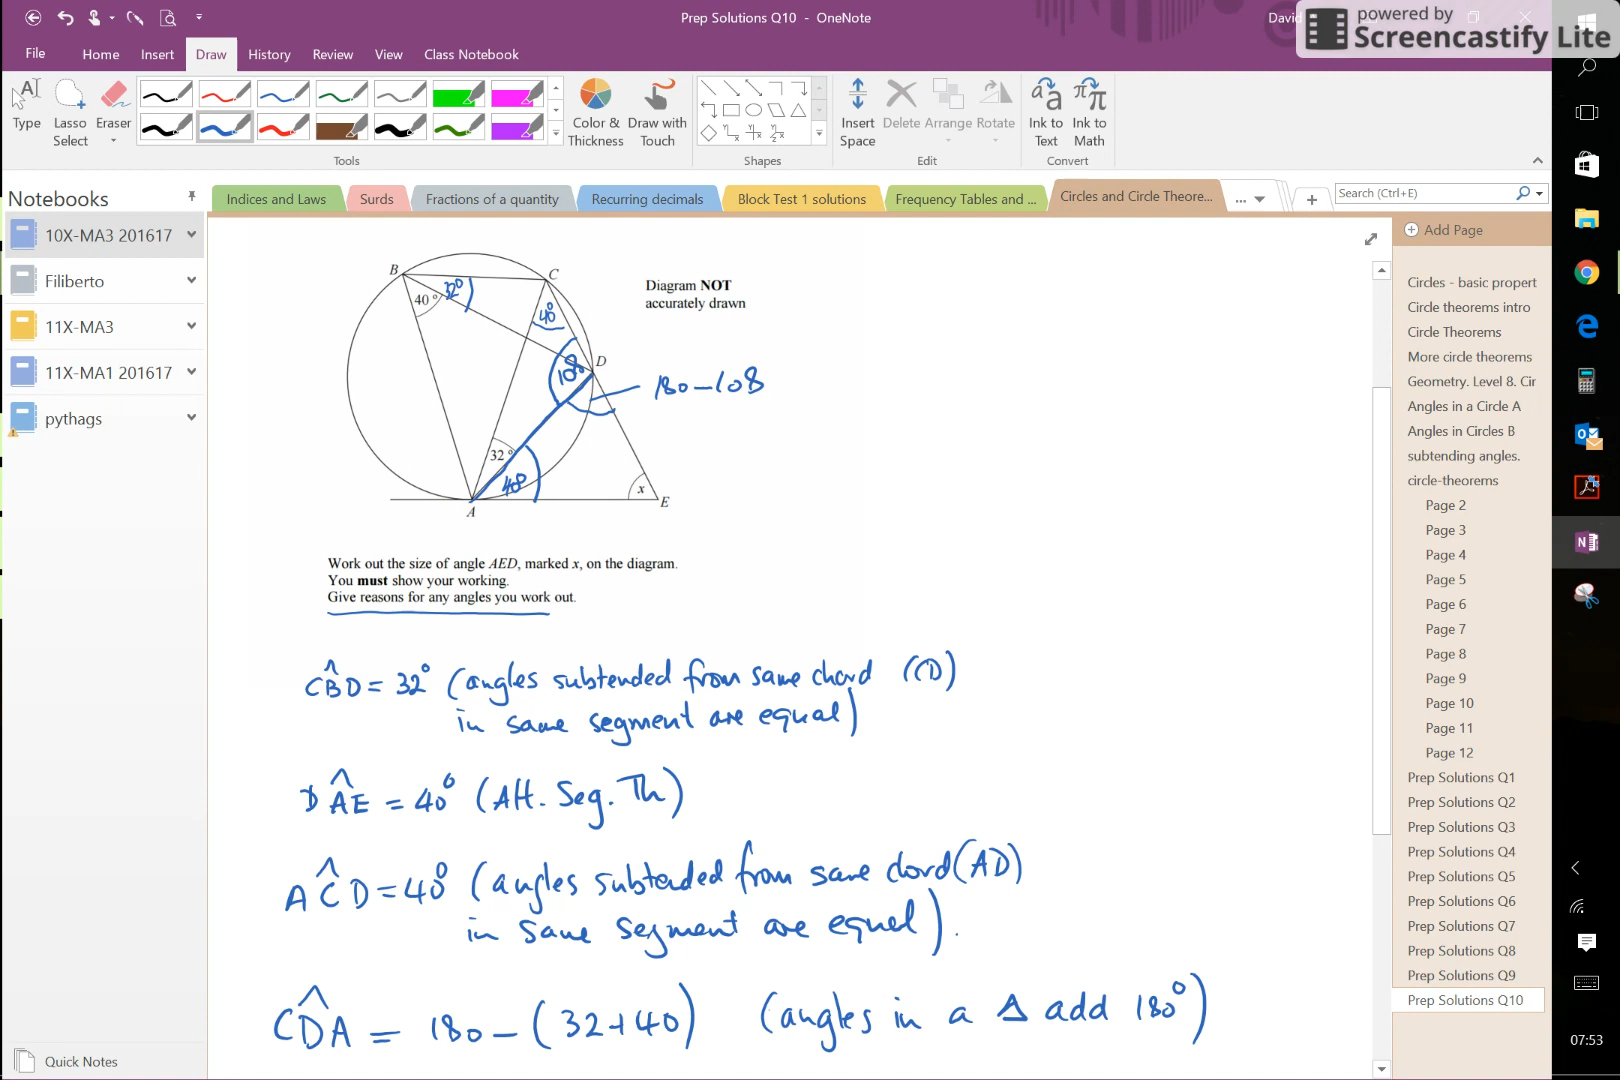 Prep Solutions Q10 - OneNote
David
powered by
Screencastify Lite
File
Home
Insert
Draw
History
Review
View
Class Notebook
Type
Lasso
Select
Eraser
Color &
Thickness
Draw with
Touch
Insert
Space
Delete
Arrange
Rotate
Ink to
Text
Ink to
Math
Tools
Shapes
Edit
Convert
Notebooks
10X-MA3 201617
Filiberto
11X-MA3
11X-MA1 201617
pythags
Quick Notes
Indices and Laws
Surds
Fractions of a quantity
Recurring decimals
Block Test 1 solutions
Frequency Tables and ...
Circles and Circle Theore...
...
Search (Ctrl+E)
Add Page
Circles - basic propert
Circle theorems intro
Circle Theorems
More circle theorems
Geometry. Level 8. Cir
Angles in a Circle A
Angles in Circles B
subtending angles.
circle-theorems
Page 2
Page 3
Page 4
Page 5
Page 6
Page 7
Page 8
Page 9
Page 10
Page 11
Page 12
Prep Solutions Q1
Prep Solutions Q2
Prep Solutions Q3
Prep Solutions Q4
Prep Solutions Q5
Prep Solutions Q6
Prep Solutions Q7
Prep Solutions Q8
Prep Solutions Q9
Prep Solutions Q10
07:53
B
C
40°
32°
40°
D
108°
180-108
32°
40°
x
A
E
Diagram NOT
accurately drawn
Work out the size of angle AED, marked x, on the diagram.
You must show your working.
Give reasons for any angles you work out.
CB̂D = 32° (angles subtended from same chord (CD)
in same segment are equal)
DÂE = 40° (Alt. Seg. Th)
AĈD = 40° (angles subtended from same chord (AD)
in same segment are equal).
CD̂A = 180 - (32+40) (angles in a Δ add 180°)